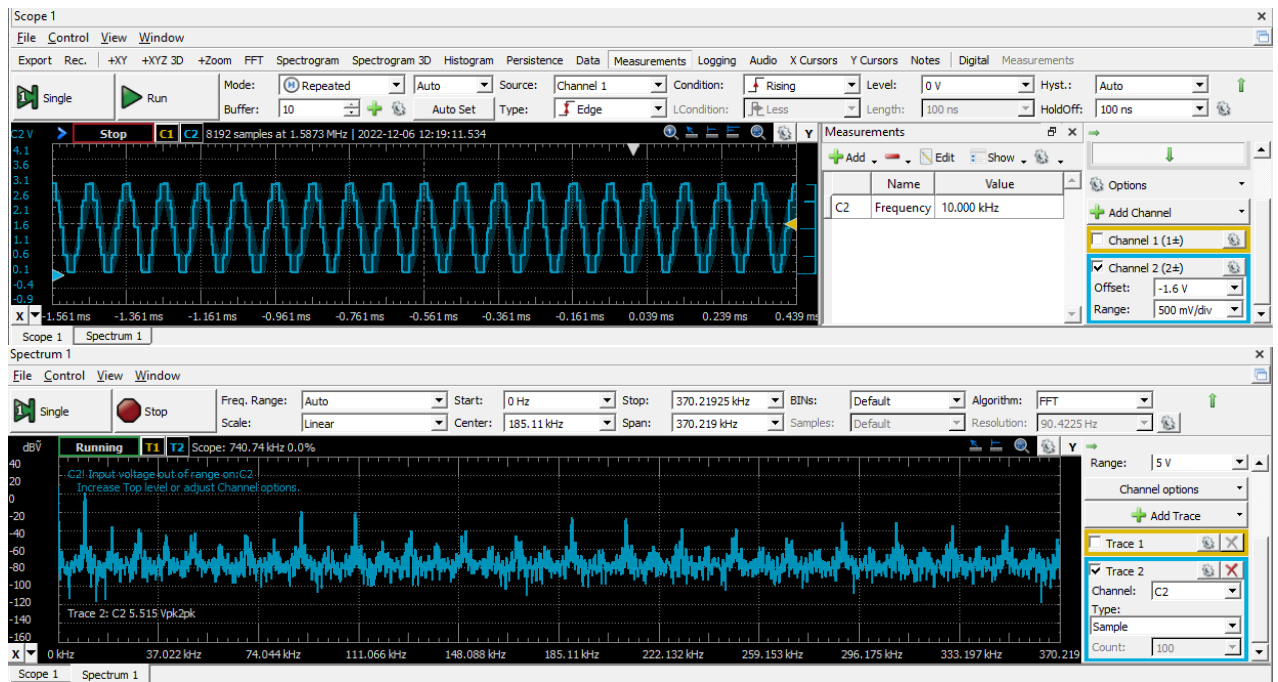 Scope 1
File Control View Window
Export Rec. +XY +XYZ 3D +Zoom FFT Spectrogram Spectrogram 3D Histogram Persistence Data Measurements Logging Audio X Cursors Y Cursors Notes Digital Measurements
Single Run Mode: Repeated Auto Source: Channel 1 Condition: Rising Level: 0 V Hyst.: Auto
Buffer: 10 Auto Set Type: Edge LCondition: Less Length: 100 ns HoldOff: 100 ns
C2 V Stop C1 C2 8192 samples at 1.5873 MHz | 2022-12-06 12:19:11.534 Y
Measurements
Add Edit Show
Name Value
C2 Frequency 10.000 kHz
4.1
3.6
3.1
2.6
2.1
1.6
1.1
0.6
0.1
-0.4
-0.9
X -1.561 ms -1.361 ms -1.161 ms -0.961 ms -0.761 ms -0.561 ms -0.361 ms -0.161 ms 0.039 ms 0.239 ms 0.439 ms
Options
Add Channel
Channel 1 (1±)
Channel 2 (2±)
Offset: -1.6 V
Range: 500 mV/div
Scope 1 Spectrum 1
Spectrum 1
File Control View Window
Single Stop Freq. Range: Auto Start: 0 Hz Stop: 370.21925 kHz BINs: Default Algorithm: FFT
Scale: Linear Center: 185.11 kHz Span: 370.219 kHz Samples: Default Resolution: 90.4225 Hz
dBṼ Running T1 T2 Scope: 740.74 kHz 0.0% Y
C2! Input voltage out of range on:C2
Increase Top level or adjust Channel options.
40
20
0
-20
-40
-60
-80
-100
-120
-140
-160
Trace 2: C2 5.515 Vpk2pk
X 0 kHz 37.022 kHz 74.044 kHz 111.066 kHz 148.088 kHz 185.11 kHz 222.132 kHz 259.153 kHz 296.175 kHz 333.197 kHz 370.219
Range: 5 V
Channel options
Add Trace
Trace 1
Trace 2
Channel: C2
Type:
Sample
Count: 100
Scope 1 Spectrum 1